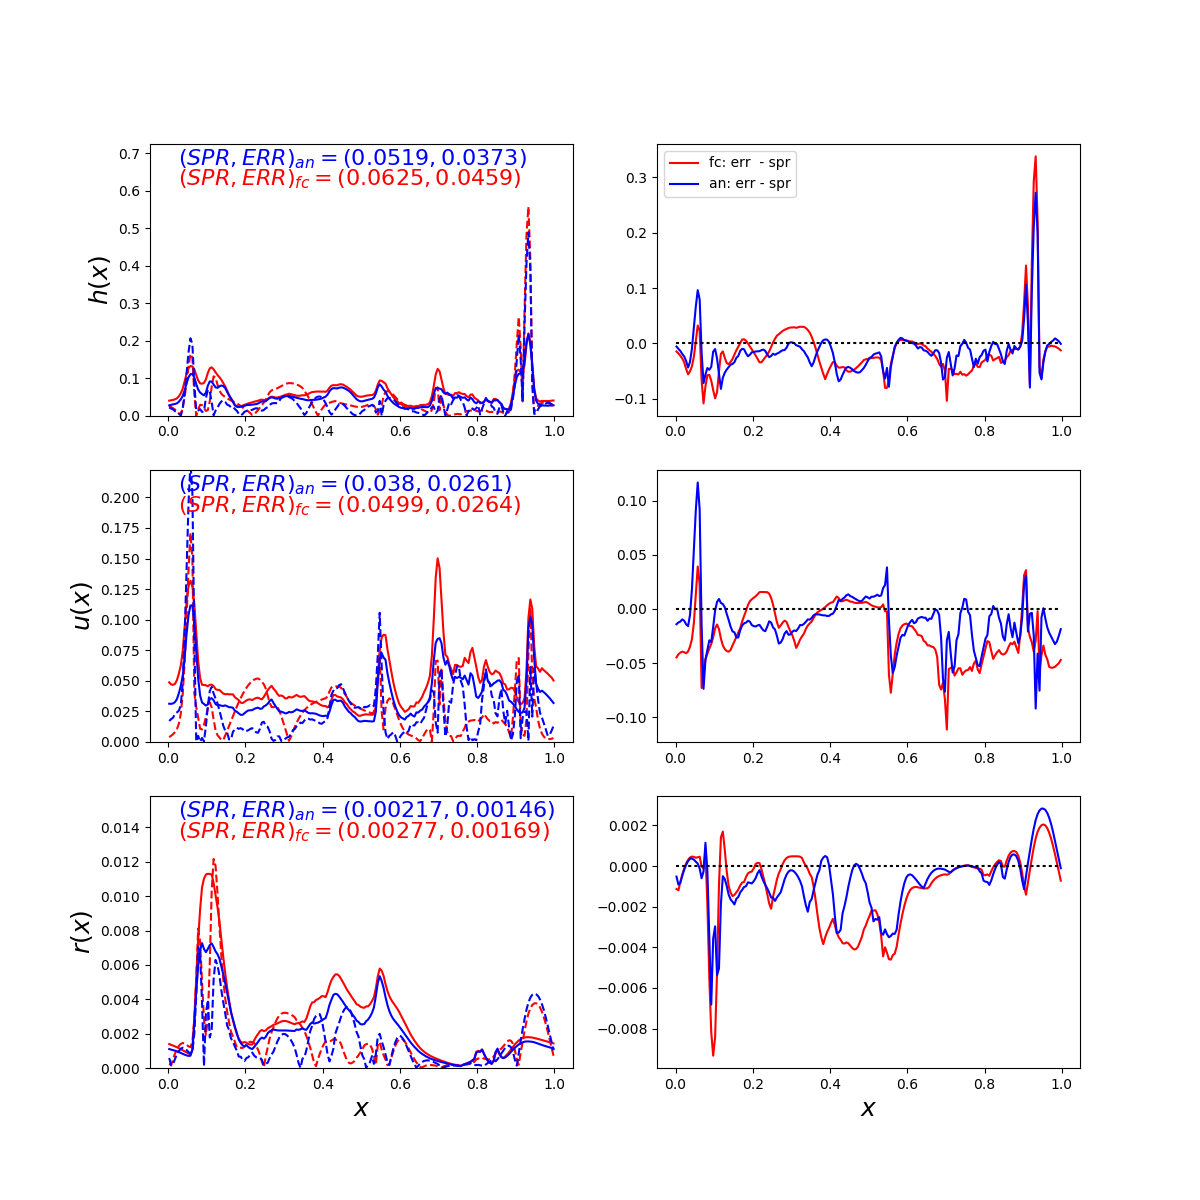 (SPR, ERR)an = (0.0519, 0.0373)
(SPR, ERR)fc = (0.0625, 0.0459)
h(x)
0.7
0.6
0.5
0.4
0.3
0.2
0.1
0.0
0.0 0.2 0.4 0.6 0.8 1.0
fc: err - spr
an: err - spr
0.3
0.2
0.1
0.0
−0.1
0.0 0.2 0.4 0.6 0.8 1.0
(SPR, ERR)an = (0.038, 0.0261)
(SPR, ERR)fc = (0.0499, 0.0264)
u(x)
0.200
0.175
0.150
0.125
0.100
0.075
0.050
0.025
0.000
0.0 0.2 0.4 0.6 0.8 1.0
0.10
0.05
0.00
−0.05
−0.10
0.0 0.2 0.4 0.6 0.8 1.0
(SPR, ERR)an = (0.00217, 0.00146)
(SPR, ERR)fc = (0.00277, 0.00169)
r(x)
0.014
0.012
0.010
0.008
0.006
0.004
0.002
0.000
0.0 0.2 0.4 0.6 0.8 1.0
x
0.002
0.000
−0.002
−0.004
−0.006
−0.008
0.0 0.2 0.4 0.6 0.8 1.0
x